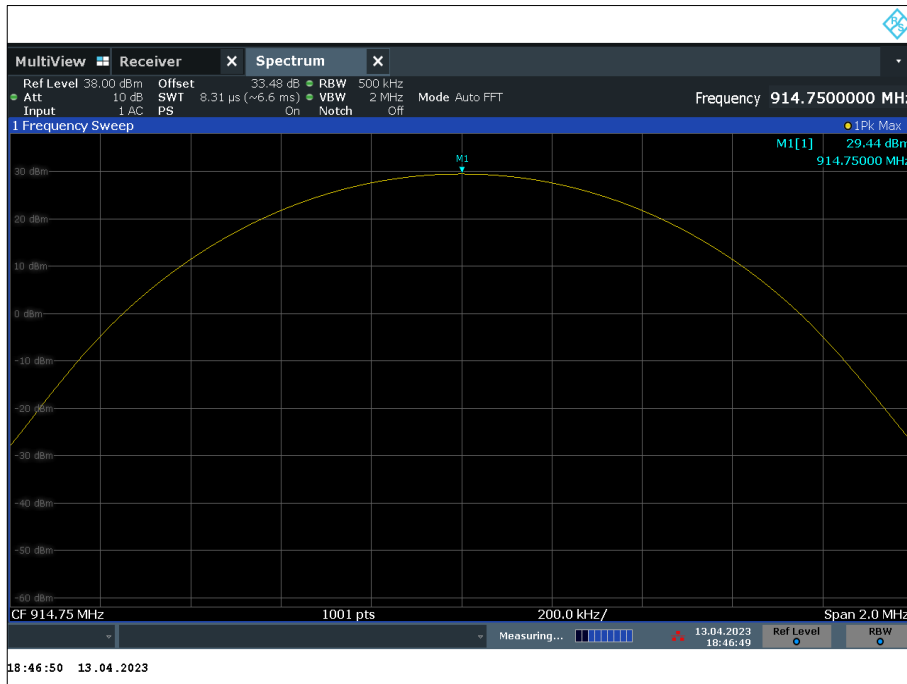 R&S
MultiView Receiver X Spectrum X
Ref Level 38.00 dBm Offset 33.48 dB RBW 500 kHz
Att 10 dB SWT 8.31 µs (~6.6 ms) VBW 2 MHz Mode Auto FFT Frequency 914.7500000 MHz
Input 1 AC PS On Notch Off
1 Frequency Sweep 1Pk Max
M1[1] 29.44 dBm
914.75000 MHz
M1
30 dBm
20 dBm
10 dBm
0 dBm
-10 dBm
-20 dBm
-30 dBm
-40 dBm
-50 dBm
-60 dBm
CF 914.75 MHz 1001 pts 200.0 kHz/ Span 2.0 MHz
Measuring... 13.04.2023 Ref Level RBW
18:46:49
18:46:50 13.04.2023